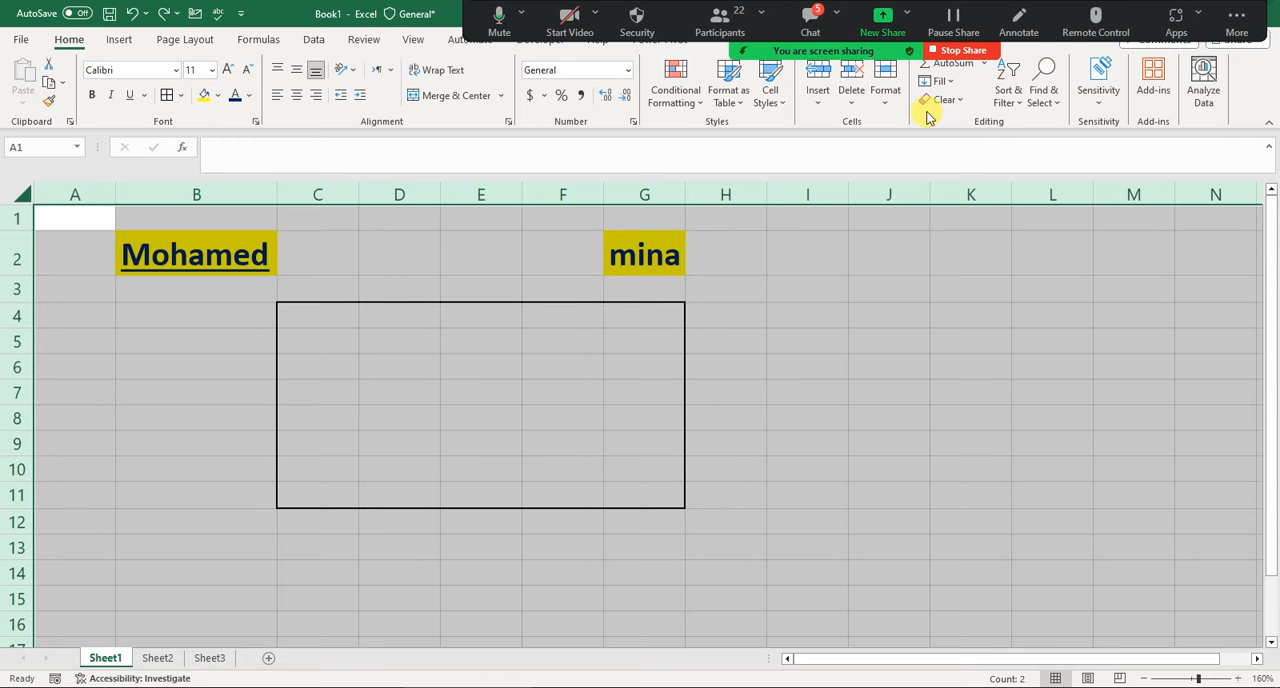 AutoSave Off Book1 - Excel General*
Mute Start Video Security Participants 22 Chat 5 New Share Pause Share Annotate Remote Control Apps More
You are screen sharing Stop Share
File Home Insert Page Layout Formulas Data Review View
Paste Calibri 11 A A ab Wrap Text General Conditional Formatting Format as Table Cell Styles Insert Delete Format AutoSum Fill Clear Sort & Filter Find & Select Sensitivity Add-ins Analyze Data
B I U A Merge & Center $ % 9
Clipboard Font Alignment Number Styles Cells Editing Sensitivity Add-ins
A1 fx
A B C D E F G H I J K L M N
1
2 Mohamed mina
3
4
5
6
7
8
9
10
11
12
13
14
15
16
17
Sheet1 Sheet2 Sheet3
Ready Accessibility: Investigate Count: 2 160%